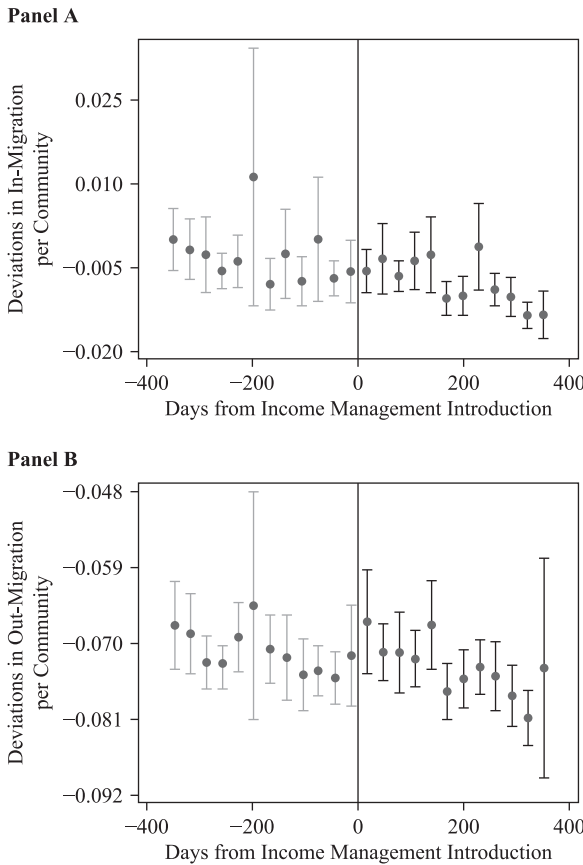 Panel A
Deviations in In-Migration
per Community
0.025
0.010
−0.005
−0.020
−400
−200
0
200
400
Days from Income Management Introduction
Panel B
Deviations in Out-Migration
per Community
−0.048
−0.059
−0.070
−0.081
−0.092
−400
−200
0
200
400
Days from Income Management Introduction